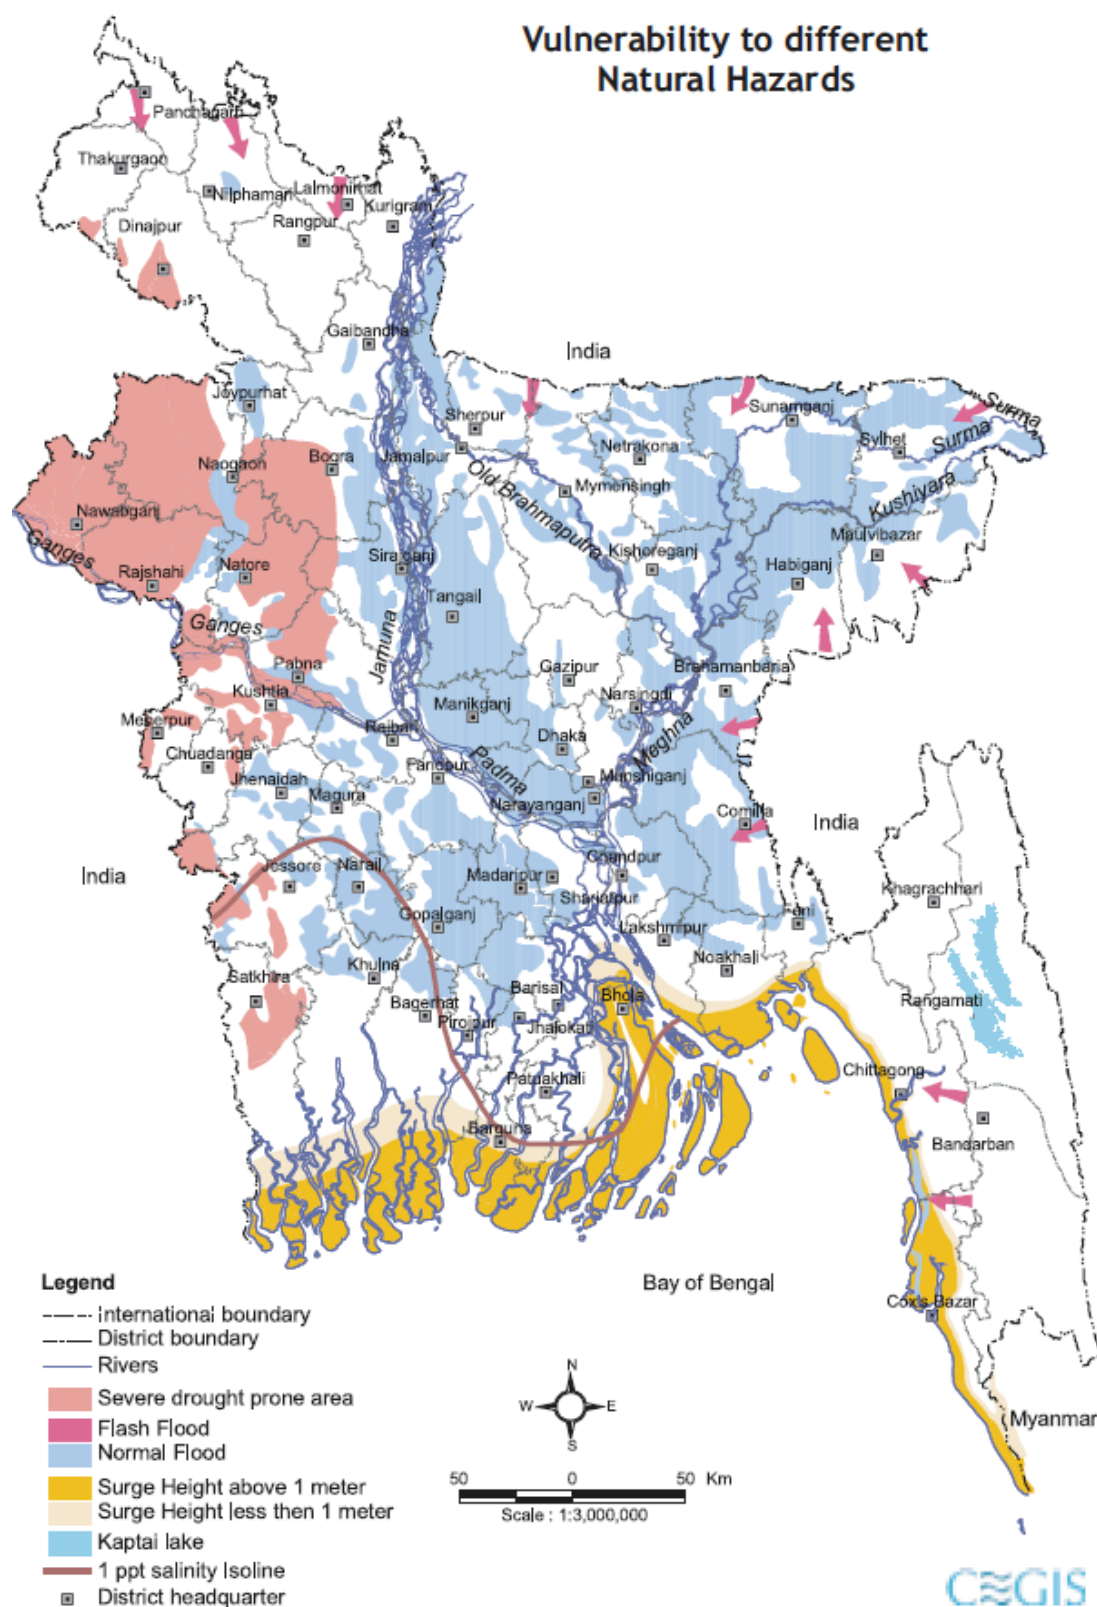 Vulnerability to different
Natural Hazards
Panchagarh
Thakurgaon
Nilphamari
Lalmonirhat
Kurigram
Dinajpur
Rangpur
Gaibandha
India
Joypurhat
Sherpur
Sunamganj
Surma
Netrakona
Sylhet
Surma
Naogaon
Bogra
Jamalpur
Old Brahmaputra
Mymensingh
Kushiyara
Nawabganj
Ganges
Maulvibazar
Rajshahi
Natore
Sirajganj
Kishoreganj
Habiganj
Tangail
Ganges
Jamuna
Pabna
Gazipur
Brahamanbaria
Kushtia
Manikganj
Narsingdi
Meherpur
Rajbari
Dhaka
Meghna
Chuadanga
Faridpur
Padma
Munshiganj
Jhenaidah
Magura
Narayanganj
Comilla
India
India
Jessore
Narail
Madaripur
Chandpur
Shariatpur
Khagrachhari
Gopalganj
Lakshmipur
Feni
Noakhali
Satkhira
Khulna
Bagerhat
Barisal
Bhola
Rangamati
Pirojpur
Jhalokati
Patuakhali
Chittagong
Barguna
Bandarban
Bay of Bengal
Cox's Bazar
Myanmar
Legend
International boundary
District boundary
Rivers
Severe drought prone area
Flash Flood
Normal Flood
Surge Height above 1 meter
Surge Height less then 1 meter
Kaptai lake
1 ppt salinity Isoline
District headquarter
N
W
E
S
50 0 50 Km
Scale : 1:3,000,000
CEGIS